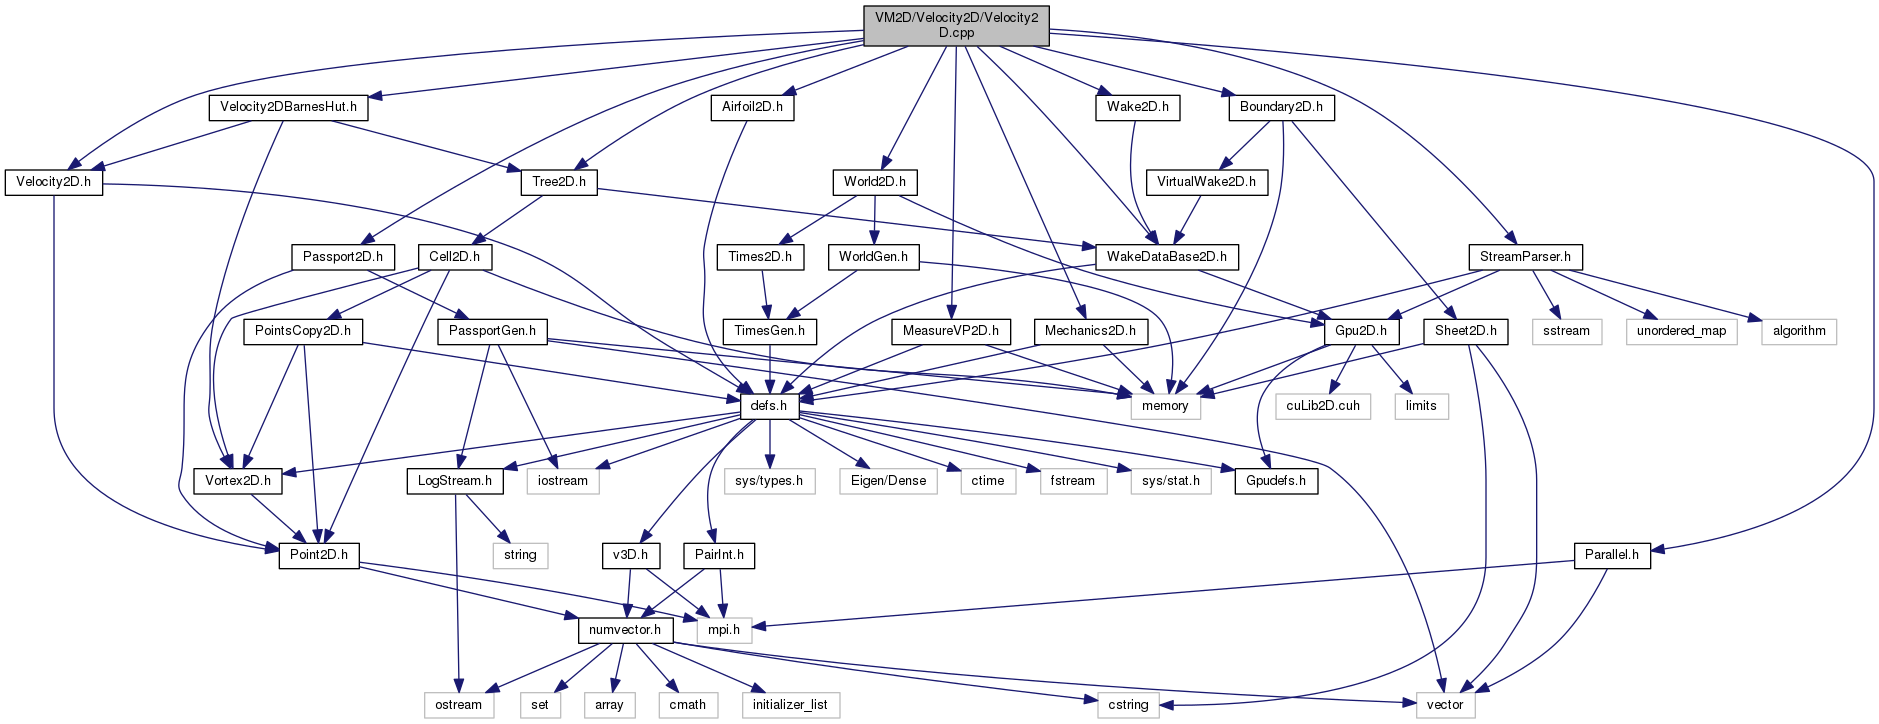 VM2D/Velocity2D/Velocity2
D.cpp
Velocity2DBarnesHut.h
Airfoil2D.h
Wake2D.h
Boundary2D.h
Velocity2D.h
Tree2D.h
World2D.h
VirtualWake2D.h
Passport2D.h
Cell2D.h
Times2D.h
WorldGen.h
WakeDataBase2D.h
StreamParser.h
PointsCopy2D.h
PassportGen.h
TimesGen.h
MeasureVP2D.h
Mechanics2D.h
Gpu2D.h
Sheet2D.h
sstream
unordered_map
algorithm
defs.h
memory
cuLib2D.cuh
limits
Vortex2D.h
LogStream.h
iostream
sys/types.h
Eigen/Dense
ctime
fstream
sys/stat.h
Gpudefs.h
Point2D.h
string
v3D.h
PairInt.h
Parallel.h
numvector.h
mpi.h
ostream
set
array
cmath
initializer_list
cstring
vector